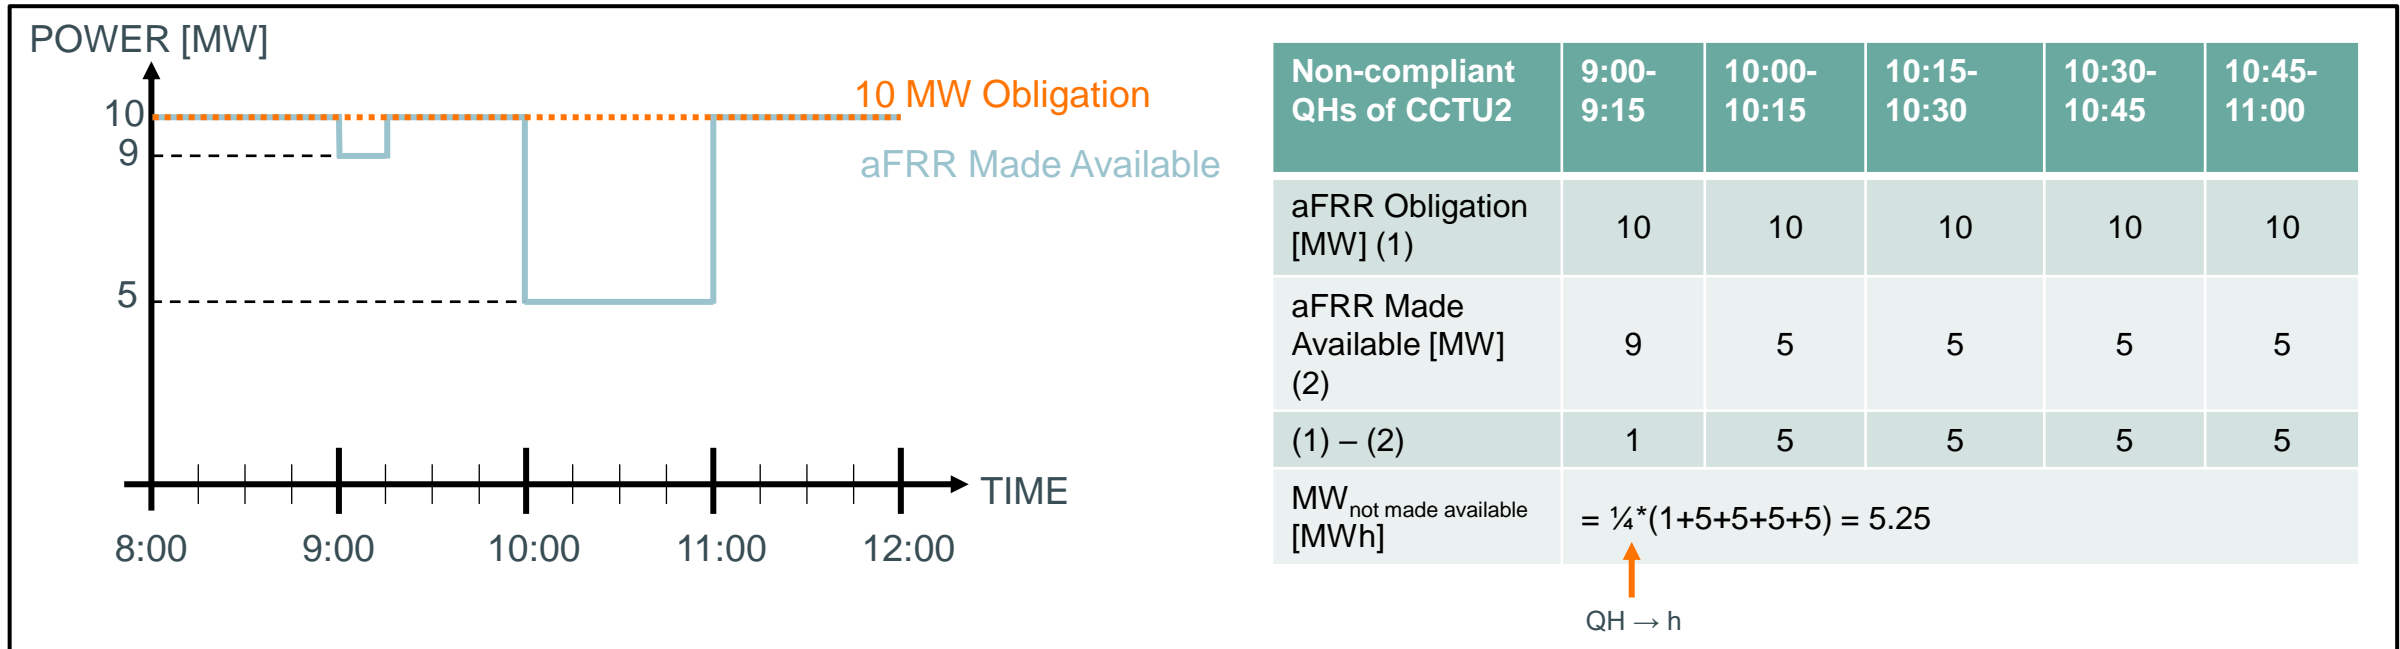 POWER [MW]
10
9
5
10 MW Obligation
aFRR Made Available
TIME
8:00
9:00
10:00
11:00
12:00
Non-compliant
QHs of CCTU2
9:00-
9:15
10:00-
10:15
10:15-
10:30
10:30-
10:45
10:45-
11:00
aFRR Obligation
[MW] (1)
10
10
10
10
10
aFRR Made
Available [MW]
(2)
9
5
5
5
5
(1) – (2)
1
5
5
5
5
MW not made available
[MWh]
= ¼*(1+5+5+5+5) = 5.25
QH → h